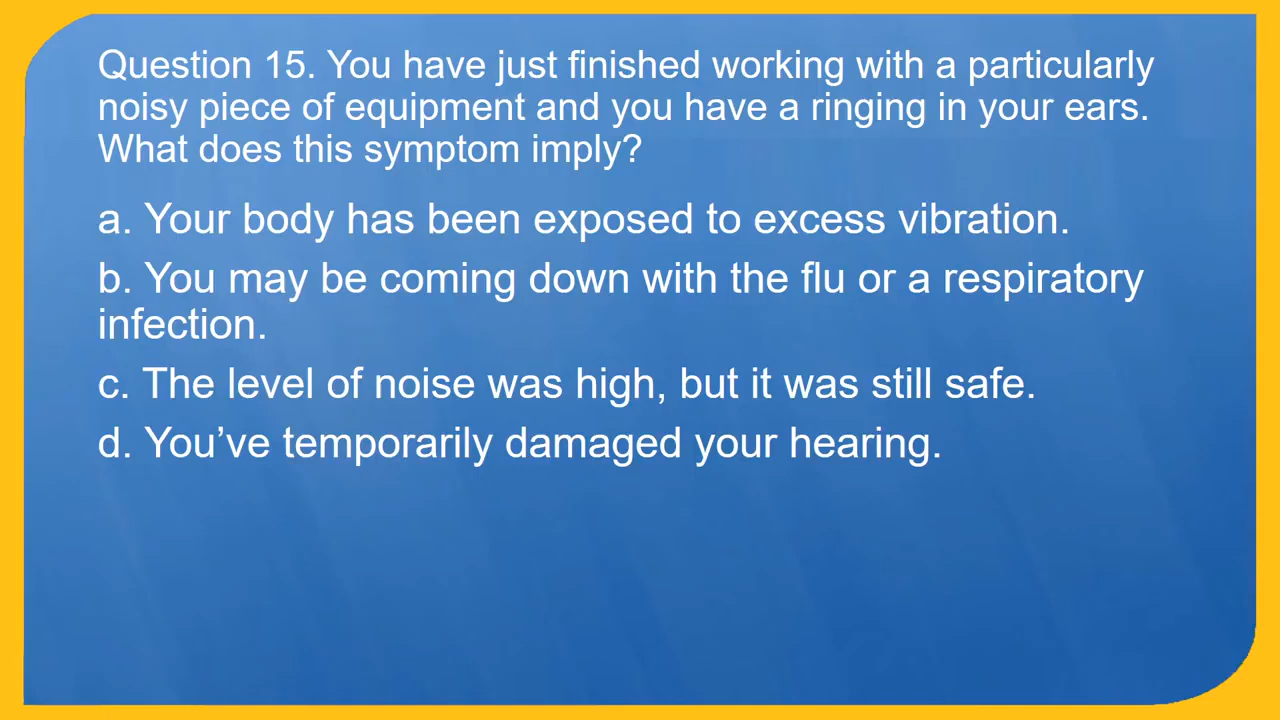 Question 15. You have just finished working with a particularly
noisy piece of equipment and you have a ringing in your ears.
What does this symptom imply?
a. Your body has been exposed to excess vibration.
b. You may be coming down with the flu or a respiratory
infection.
c. The level of noise was high, but it was still safe.
d. You’ve temporarily damaged your hearing.